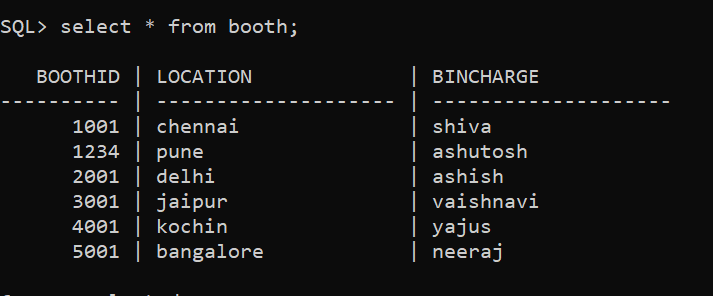 SQL> select * from booth;
BOOTHID | LOCATION | BINCHARGE
---------- | -------------------- | --------------------
1001 | chennai | shiva
1234 | pune | ashutosh
2001 | delhi | ashish
3001 | jaipur | vaishnavi
4001 | kochin | yajus
5001 | bangalore | neeraj